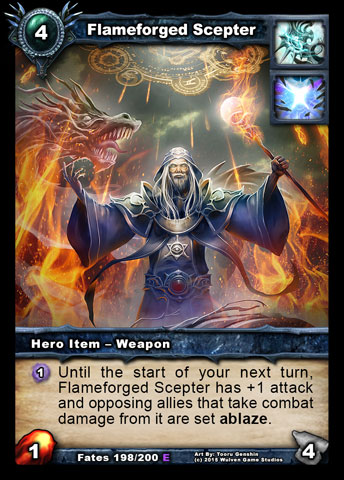 4
Flameforged Scepter
Hero Item – Weapon
1
Until the start of your next turn,
Flameforged Scepter has +1 attack
and opposing allies that take combat
damage from it are set ablaze.
1
Fates 198/200 E
Art By: Tooru Genshin
(c) 2015 Wulven Game Studios
4